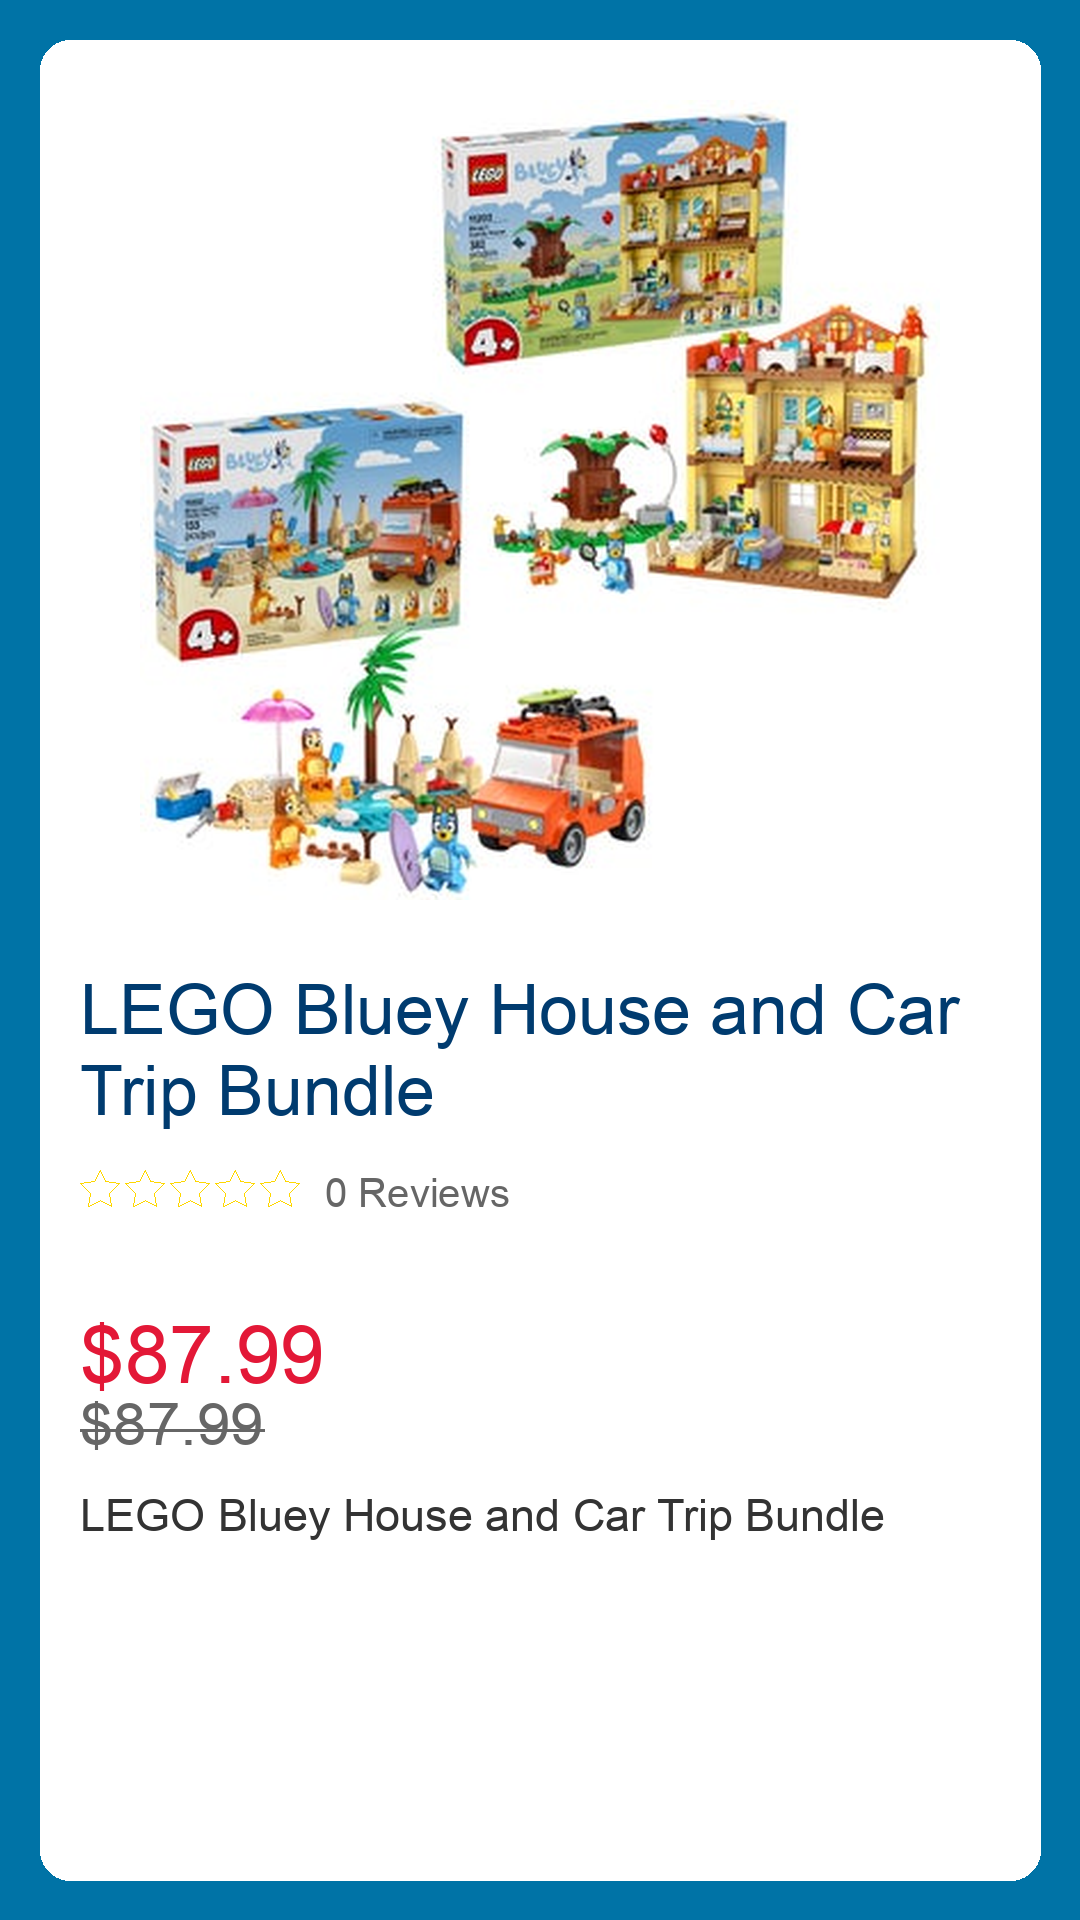 LEGO BLUEY
4+
LEGO BLUEY
4+
LEGO Bluey House and Car
Trip Bundle
0 Reviews
$87.99
$87.99
LEGO Bluey House and Car Trip Bundle